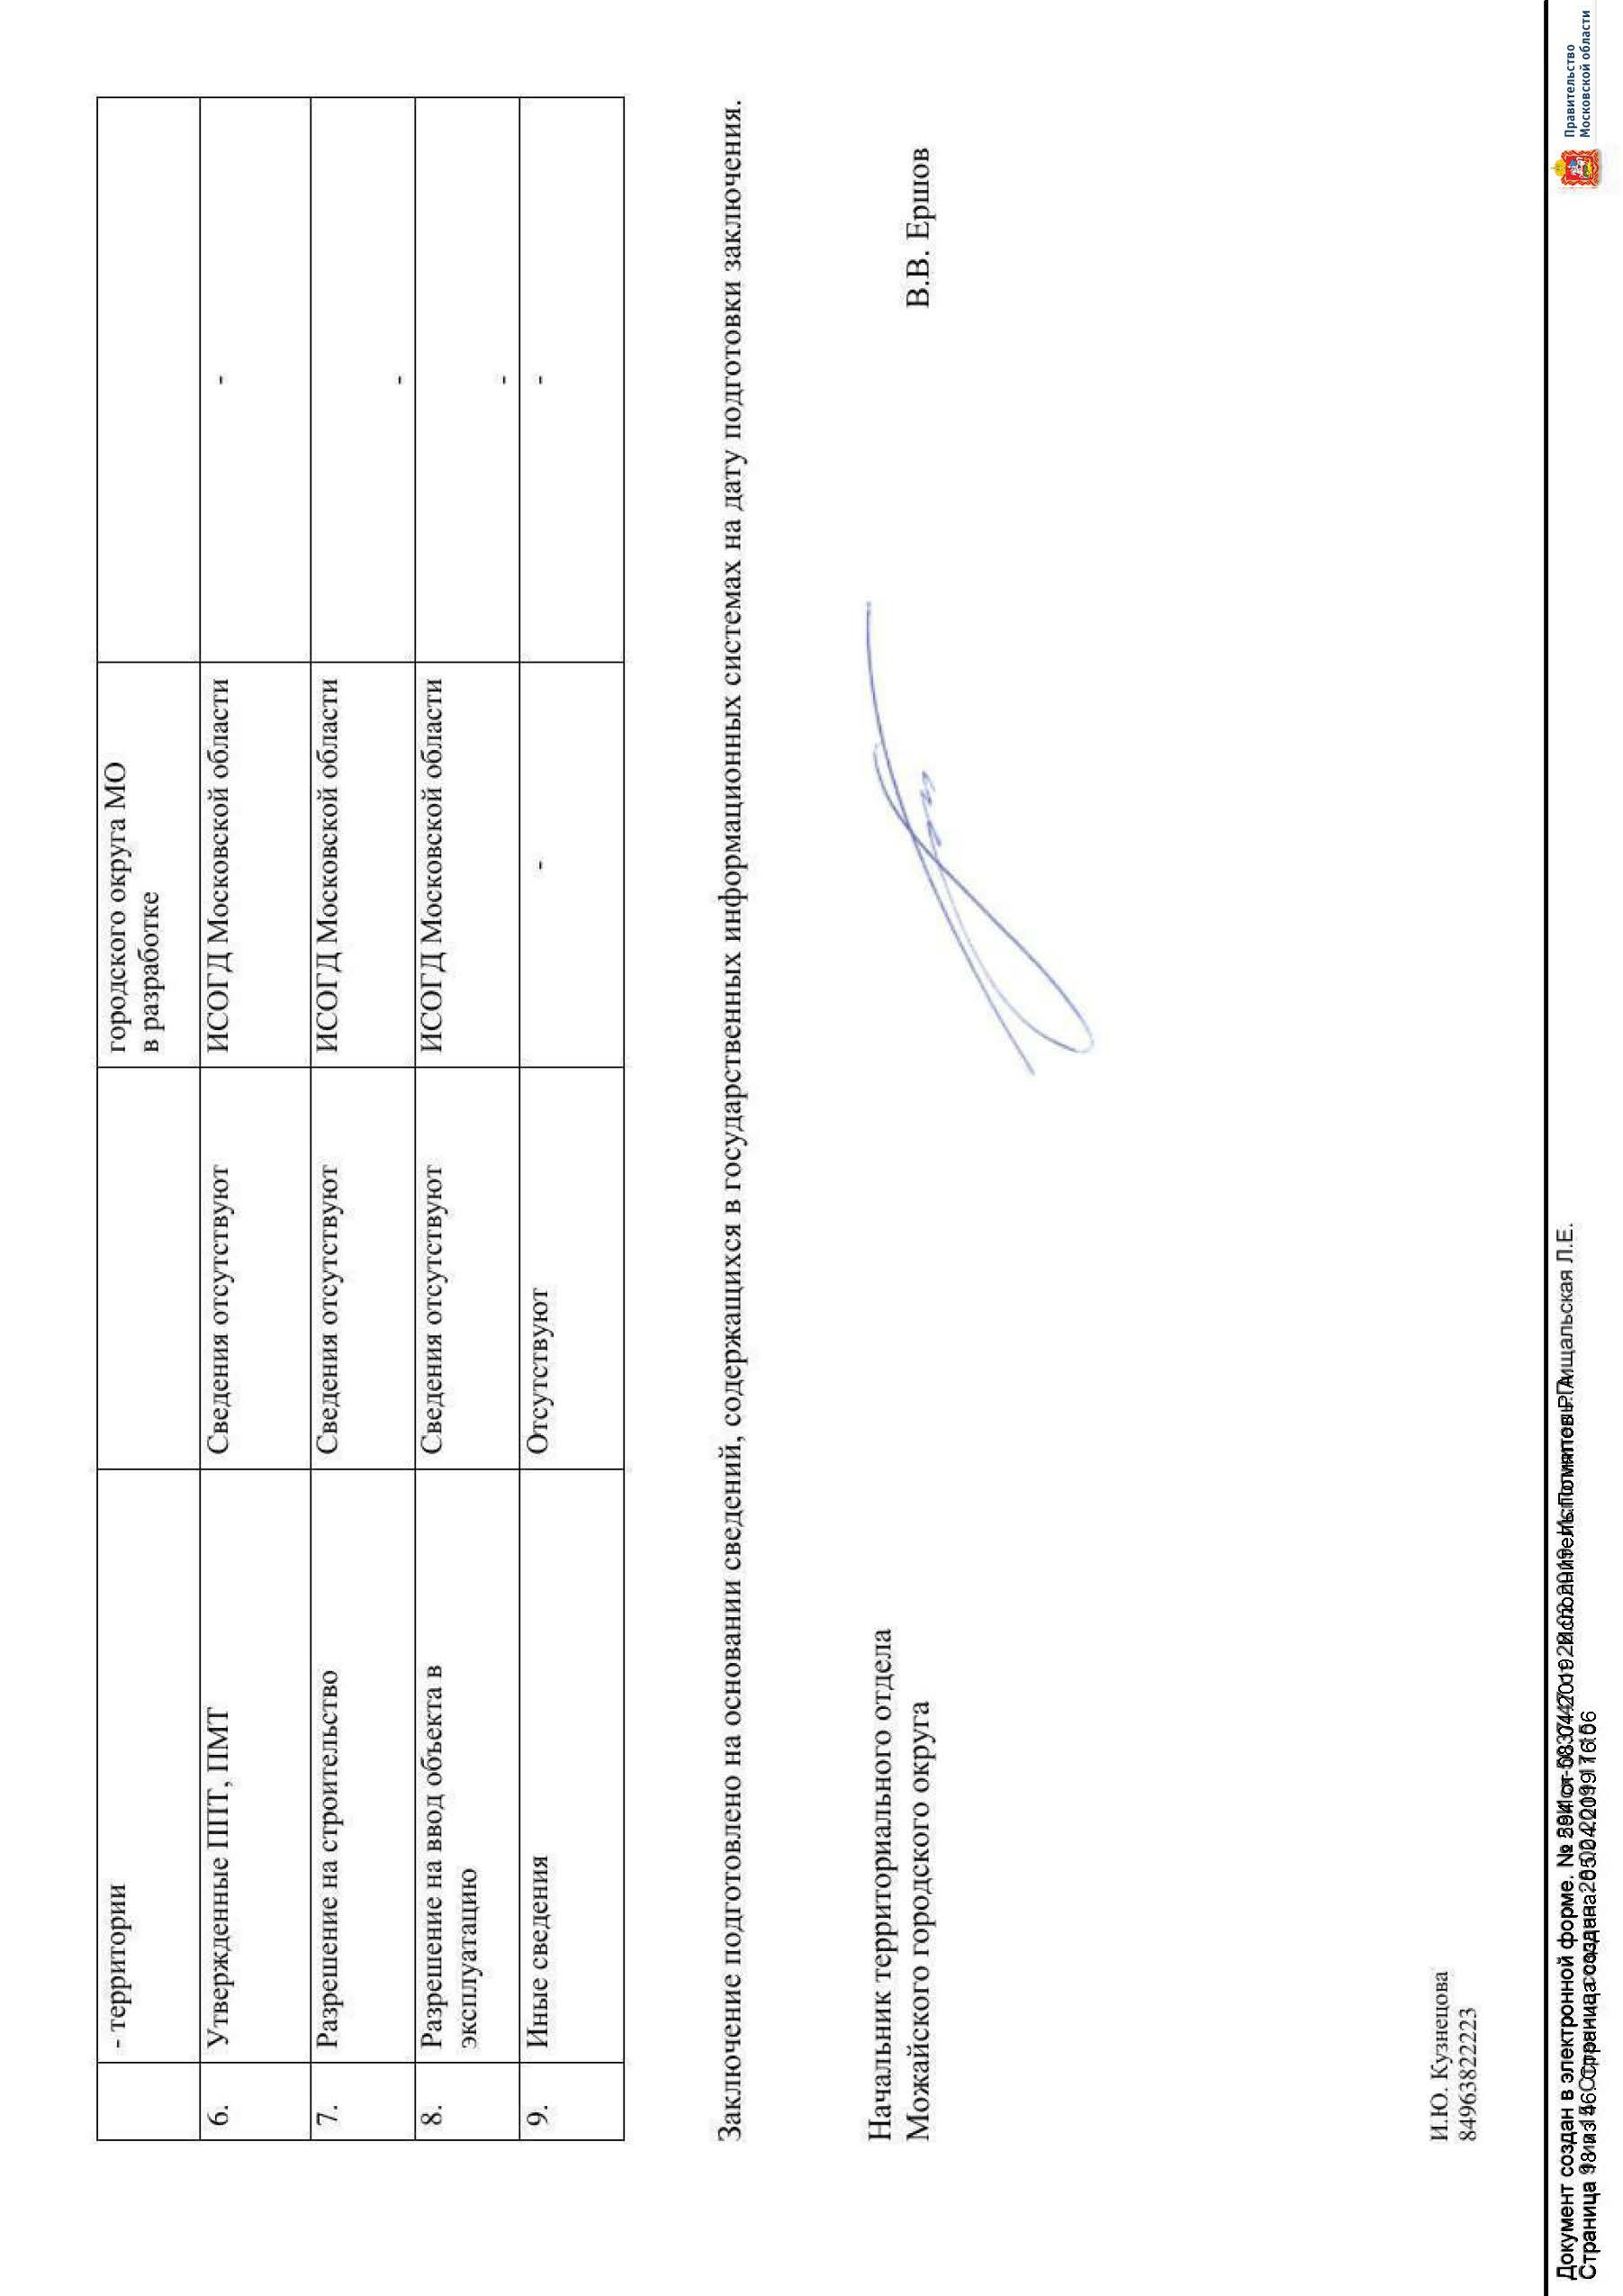 - территории
городского округа МО
в разработке
6.
Утвержденные ППТ, ПМТ
Сведения отсутствуют
ИСОГД Московской области
-
7.
Разрешение на строительство
Сведения отсутствуют
ИСОГД Московской области
-
8.
Разрешение на ввод объекта в
эксплуатацию
Сведения отсутствуют
ИСОГД Московской области
-
9.
Иные сведения
Отсутствуют
-
-
Заключение подготовлено на основании сведений, содержащихся в государственных информационных системах на дату подготовки заключения.
Начальник территориального отдела
Можайского городского округа
В.В. Ершов
И.Ю. Кузнецова
84963822223
Документ создан в электронной форме. №
Пищальская Л.Е.
Страница
Правительство
Московской области